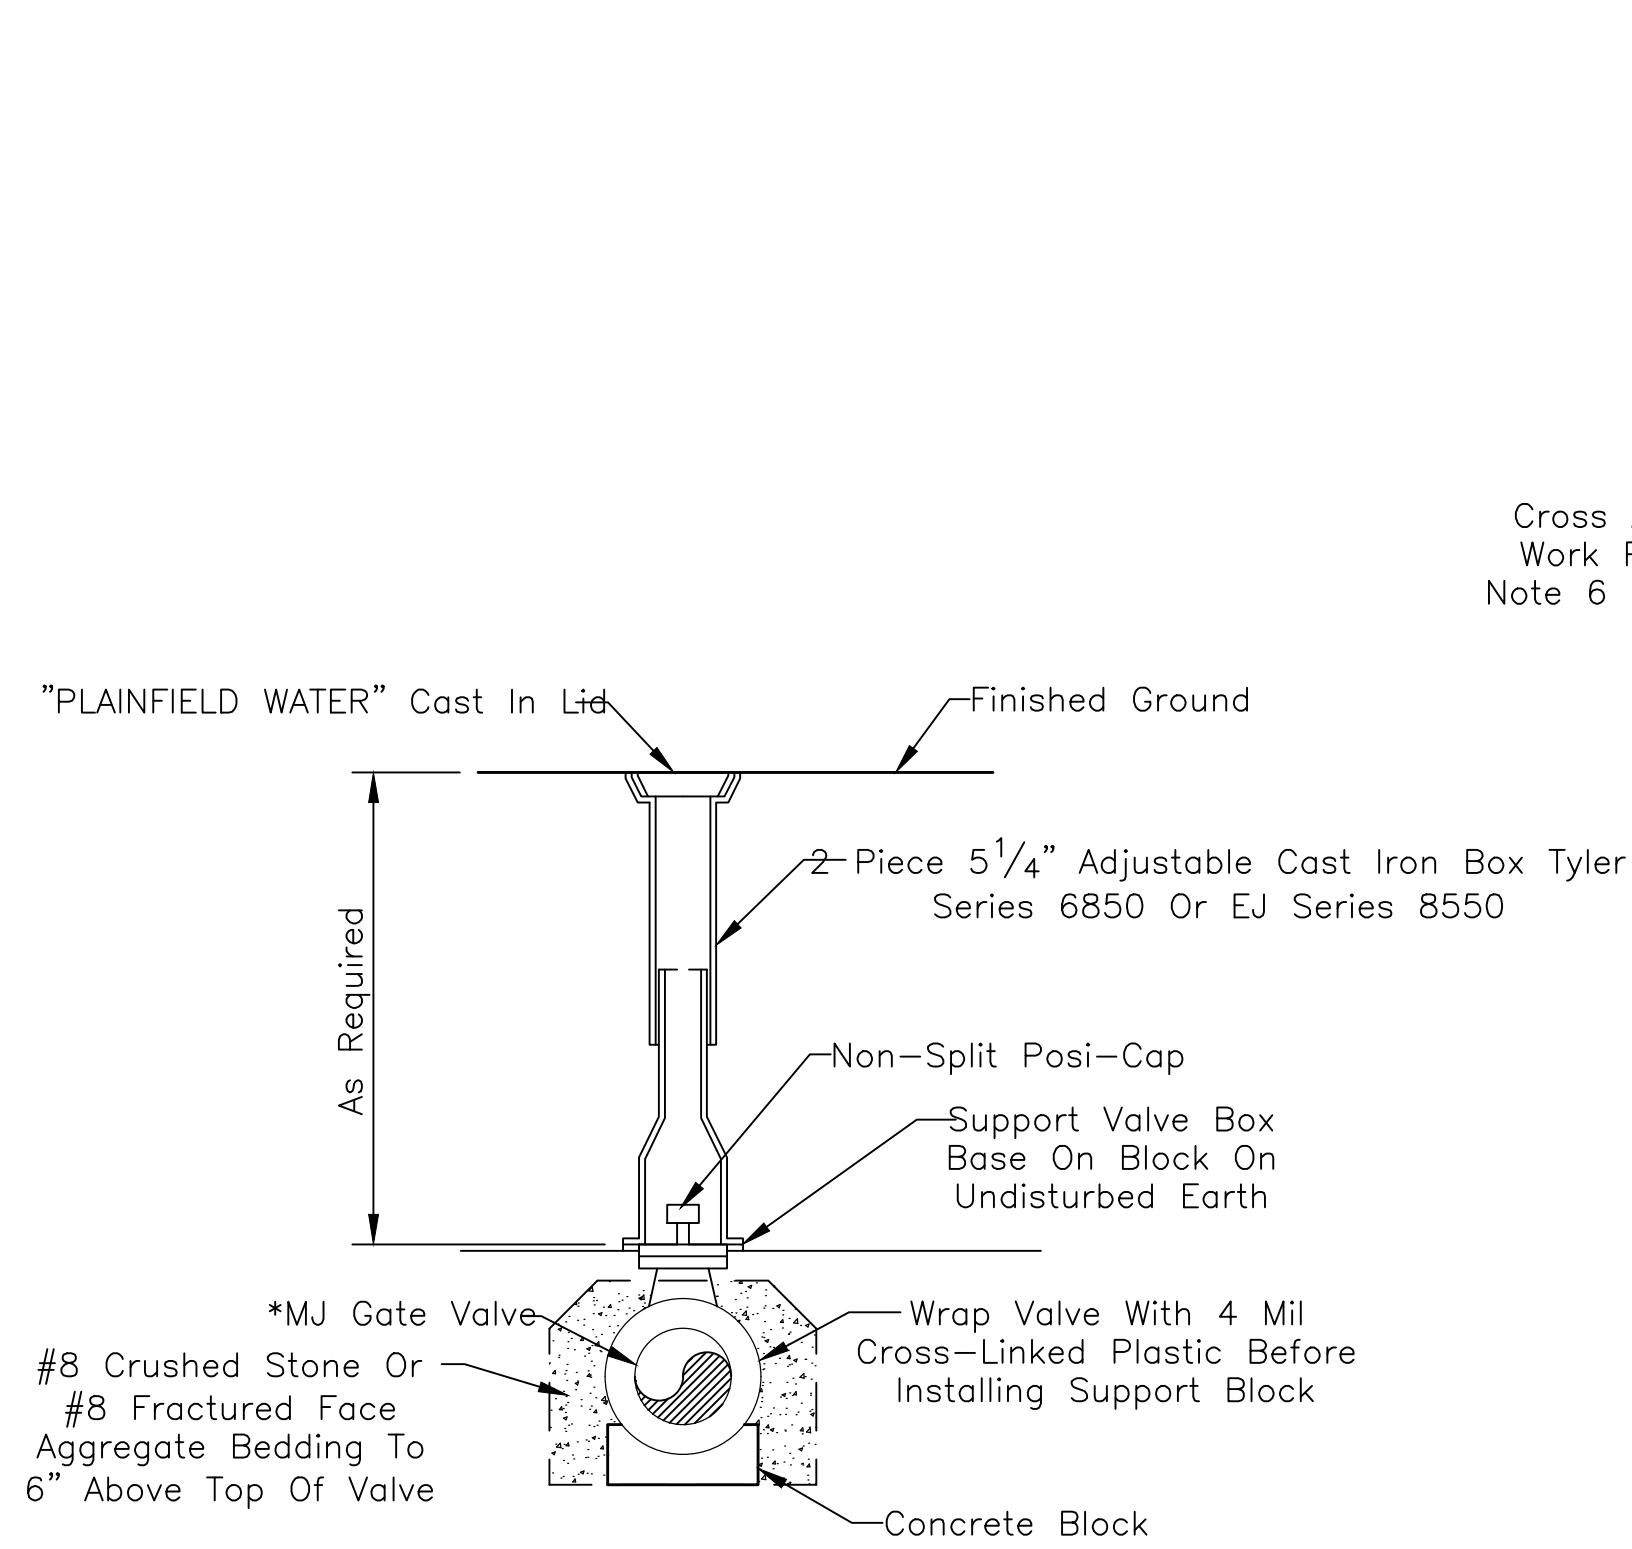 Cross
Work
Note 6
"PLAINFIELD WATER" Cast In Lid
Finished Ground
2 Piece 5 1/4" Adjustable Cast Iron Box Tyler
Series 6850 Or EJ Series 8550
As Required
Non-Split Posi-Cap
Support Valve Box
Base On Block On
Undisturbed Earth
*MJ Gate Valve
Wrap Valve With 4 Mil
Cross-Linked Plastic Before
Installing Support Block
#8 Crushed Stone Or
#8 Fractured Face
Aggregate Bedding To
6" Above Top Of Valve
Concrete Block